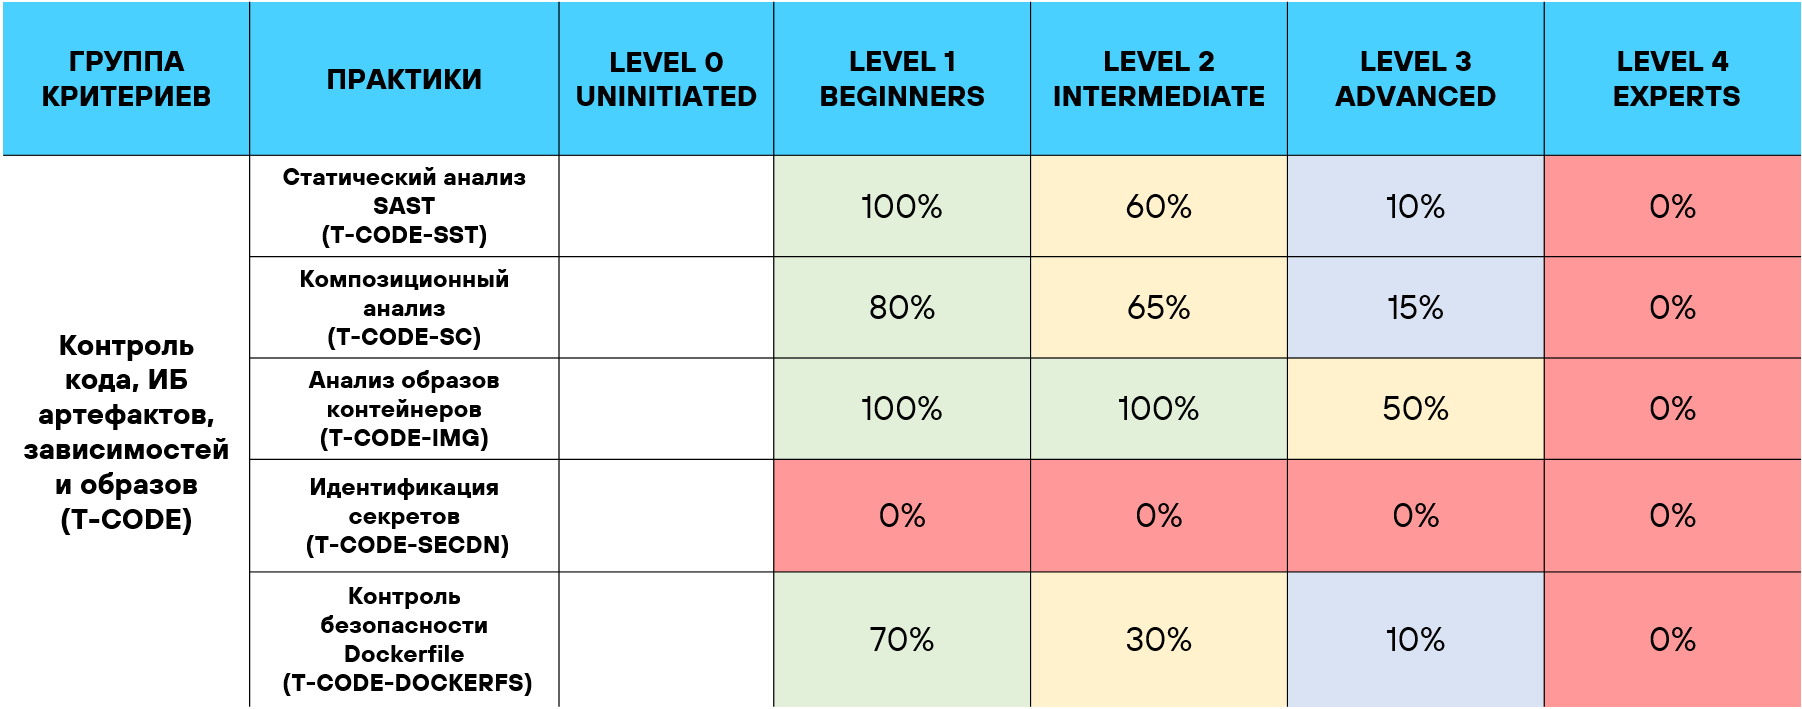 ГРУППА
КРИТЕРИЕВ
ПРАКТИКИ
LEVEL 0
UNINITIATED
LEVEL 1
BEGINNERS
LEVEL 2
INTERMEDIATE
LEVEL 3
ADVANCED
LEVEL 4
EXPERTS
Контроль
кода, ИБ
артефактов,
зависимостей
и образов
(T-CODE)
Статический анализ
SAST
(T-CODE-SST)
100%
60%
10%
0%
Композиционный
анализ
(T-CODE-SC)
80%
65%
15%
0%
Анализ образов
контейнеров
(T-CODE-IMG)
100%
100%
50%
0%
Идентификация
секретов
(T-CODE-SECDN)
0%
0%
0%
0%
Контроль
безопасности
Dockerfile
(T-CODE-DOCKERFS)
70%
30%
10%
0%